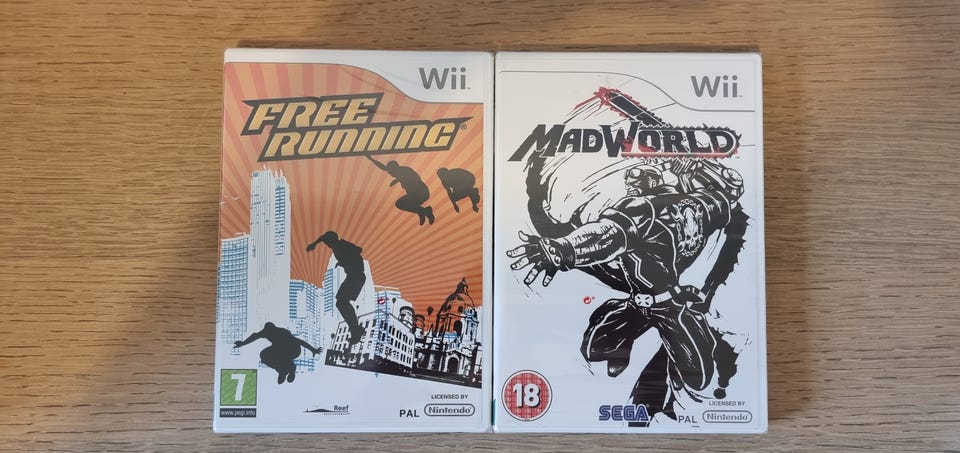 Wii
FREE
RUNNING®
7
www.pegi.info
Reef
PAL
LICENSED BY
Nintendo
Wii
MADWORLD
18
SEGA
PAL
LICENSED BY
Nintendo